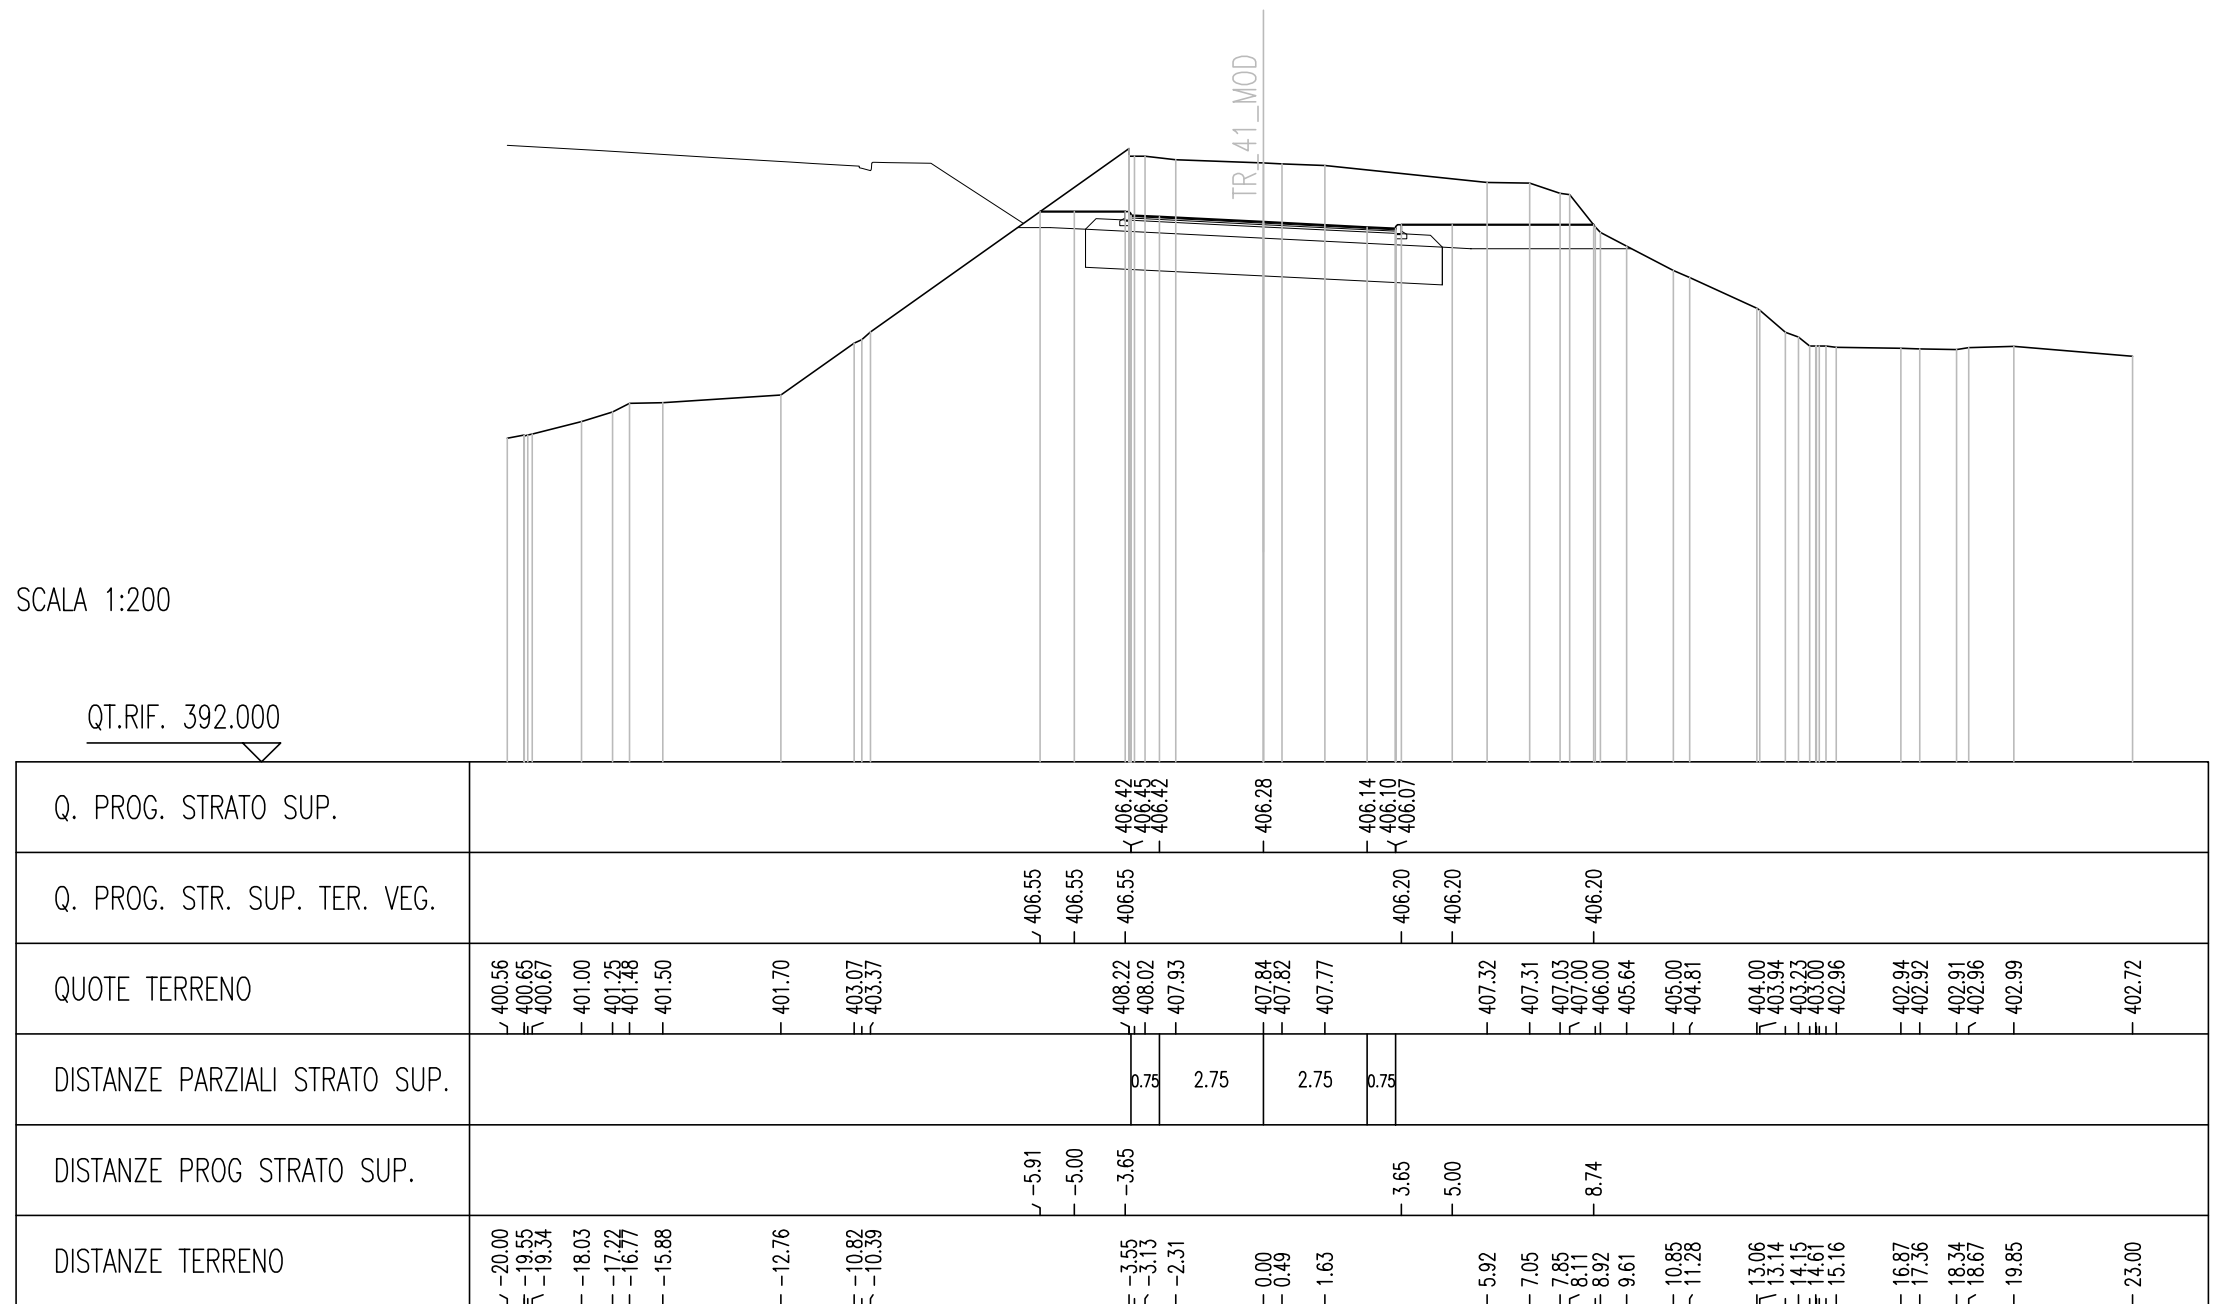 TR_41_MOD
SCALA 1:200
QT.RIF. 392.000
Q. PROG. STRATO SUP.
406.42 406.45 406.42 406.28 406.14 406.10 406.07
Q. PROG. STR. SUP. TER. VEG.
406.55 406.55 406.55 406.20 406.20 406.20
QUOTE TERRENO
400.56 400.65 400.67 401.00 401.25 401.48 401.50 401.70 403.07 403.37 408.22 408.02 407.93 407.84 407.82 407.77 407.32 407.31 407.03 407.00 406.00 405.64 405.00 404.81 404.00 403.94 403.23 403.00 402.96 402.94 402.92 402.91 402.96 402.99 402.72
DISTANZE PARZIALI STRATO SUP.
0.75 2.75 2.75 0.75
DISTANZE PROG STRATO SUP.
-5.91 -5.00 -3.65 3.65 5.00 8.74
DISTANZE TERRENO
-20.00 -19.55 -19.34 -18.03 -17.22 -16.77 -15.88 -12.76 -10.82 -10.39 -3.55 -3.13 -2.31 0.00 0.49 1.63 5.92 7.05 7.85 8.11 8.92 9.61 10.85 11.28 13.06 13.14 14.15 14.61 15.16 16.87 17.36 18.34 18.67 19.85 23.00